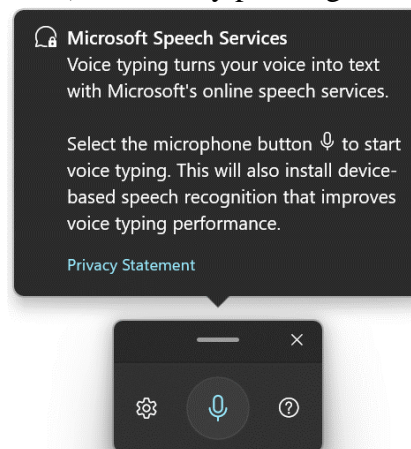 Microsoft Speech Services
Voice typing turns your voice into text
with Microsoft's online speech services.
Select the microphone button to start
voice typing. This will also install device-
based speech recognition that improves
voice typing performance.
Privacy Statement